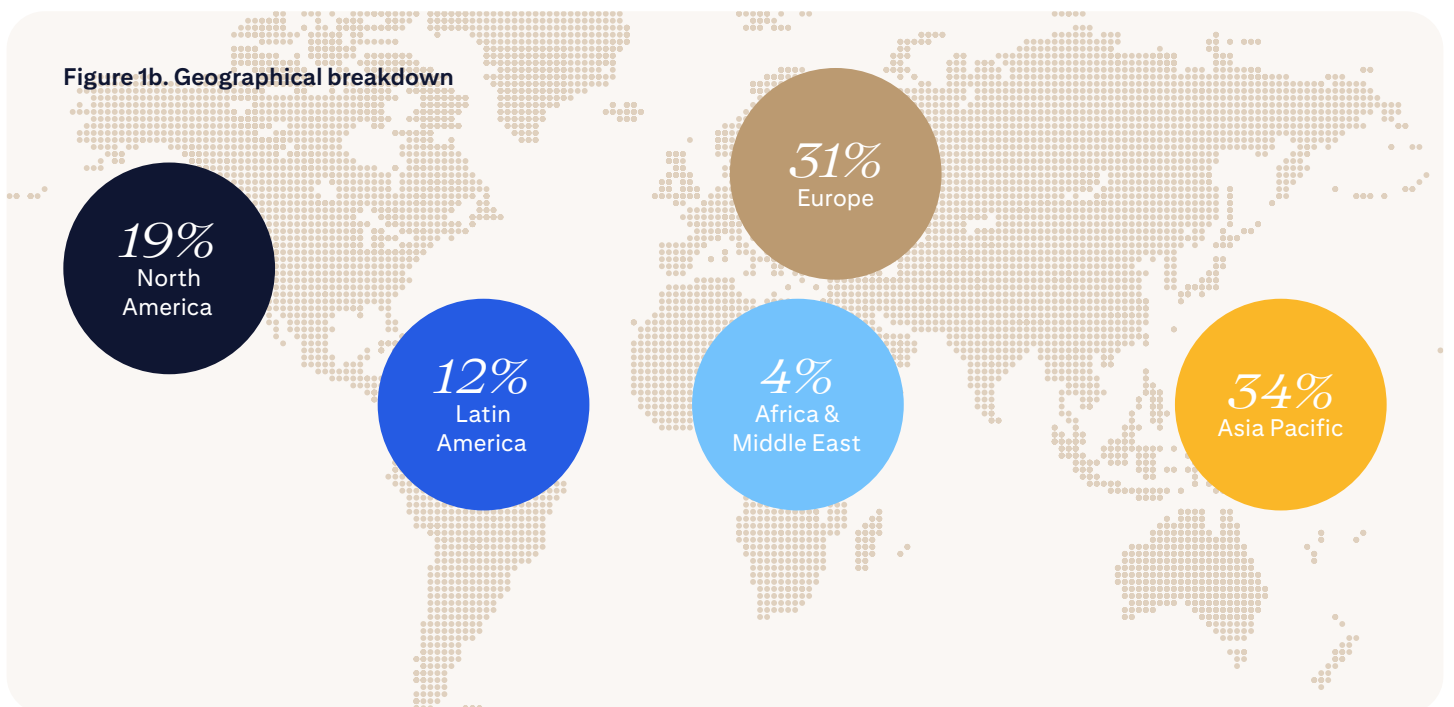 Figure 1b. Geographical breakdown
31%
Europe
19%
North
America
12%
Latin
America
4%
Africa &
Middle East
34%
Asia Pacific